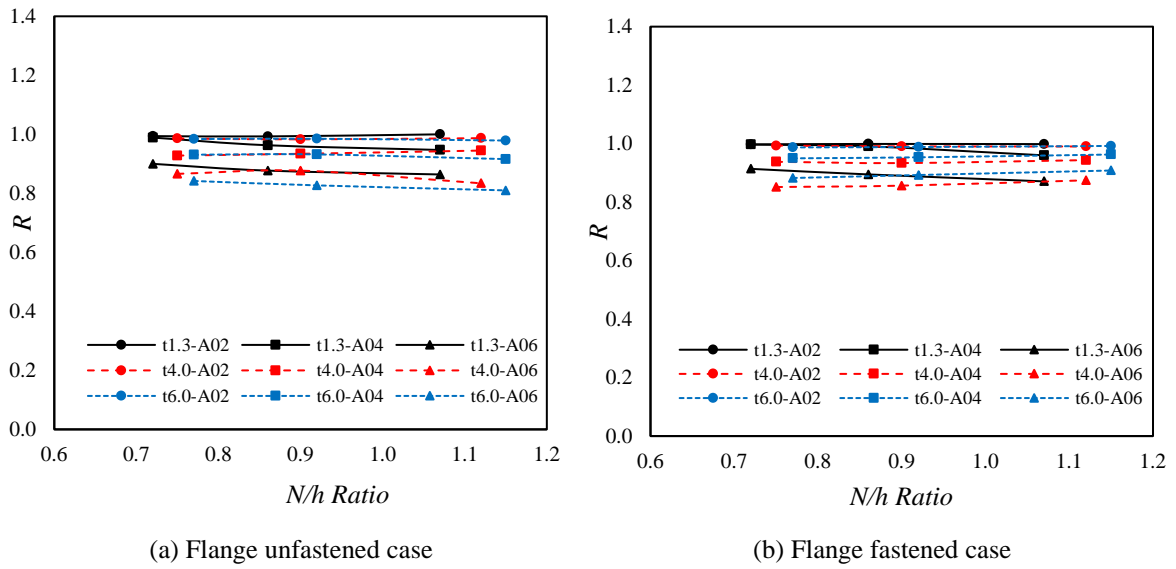 1.4
1.2
1.0
0.8
0.6
0.4
0.2
0.0
R
t1.3-A02 t1.3-A04 t1.3-A06
t4.0-A02 t4.0-A04 t4.0-A06
t6.0-A02 t6.0-A04 t6.0-A06
0.6 0.7 0.8 0.9 1.0 1.1 1.2
N/h Ratio
(a) Flange unfastened case
1.4
1.2
1.0
0.8
0.6
0.4
0.2
0.0
R
t1.3-A02 t1.3-A04 t1.3-A06
t4.0-A02 t4.0-A04 t4.0-A06
t6.0-A02 t6.0-A04 t6.0-A06
0.6 0.7 0.8 0.9 1.0 1.1 1.2
N/h Ratio
(b) Flange fastened case